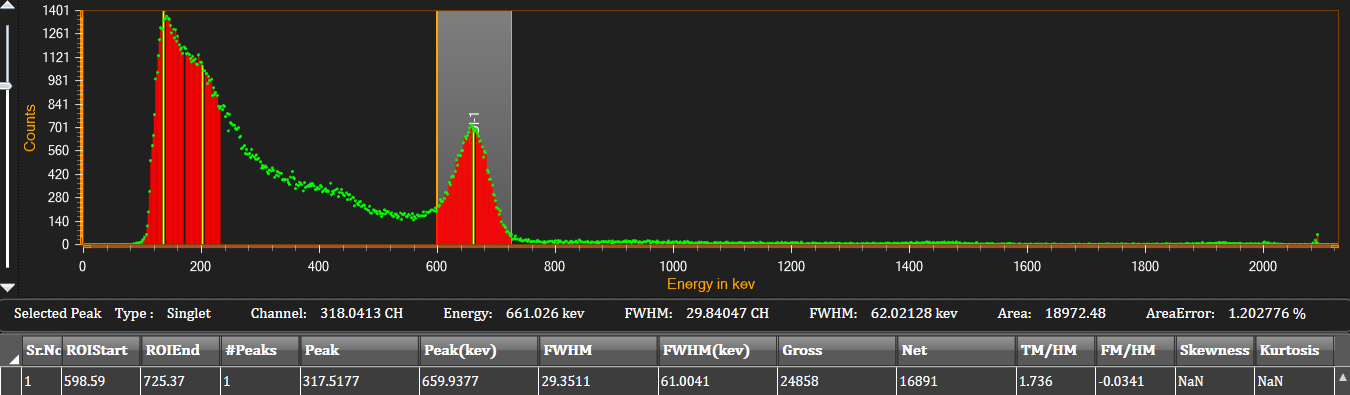 1401
1261
1121
981
841
701
560
420
280
140
0
Counts
0 200 400 600 800 1000 1200 1400 1600 1800 2000
Energy in kev
Selected Peak Type : Singlet Channel: 318.0413 CH Energy: 661.026 kev FWHM: 29.84047 CH FWHM: 62.02128 kev Area: 18972.48 AreaError: 1.202776 %
Sr.No ROIStart ROIEnd #Peaks Peak Peak(kev) FWHM FWHM(kev) Gross Net TM/HM FM/HM Skewness Kurtosis
1 598.59 725.37 1 317.5177 659.9377 29.3511 61.0041 24858 16891 1.736 -0.0341 NaN NaN